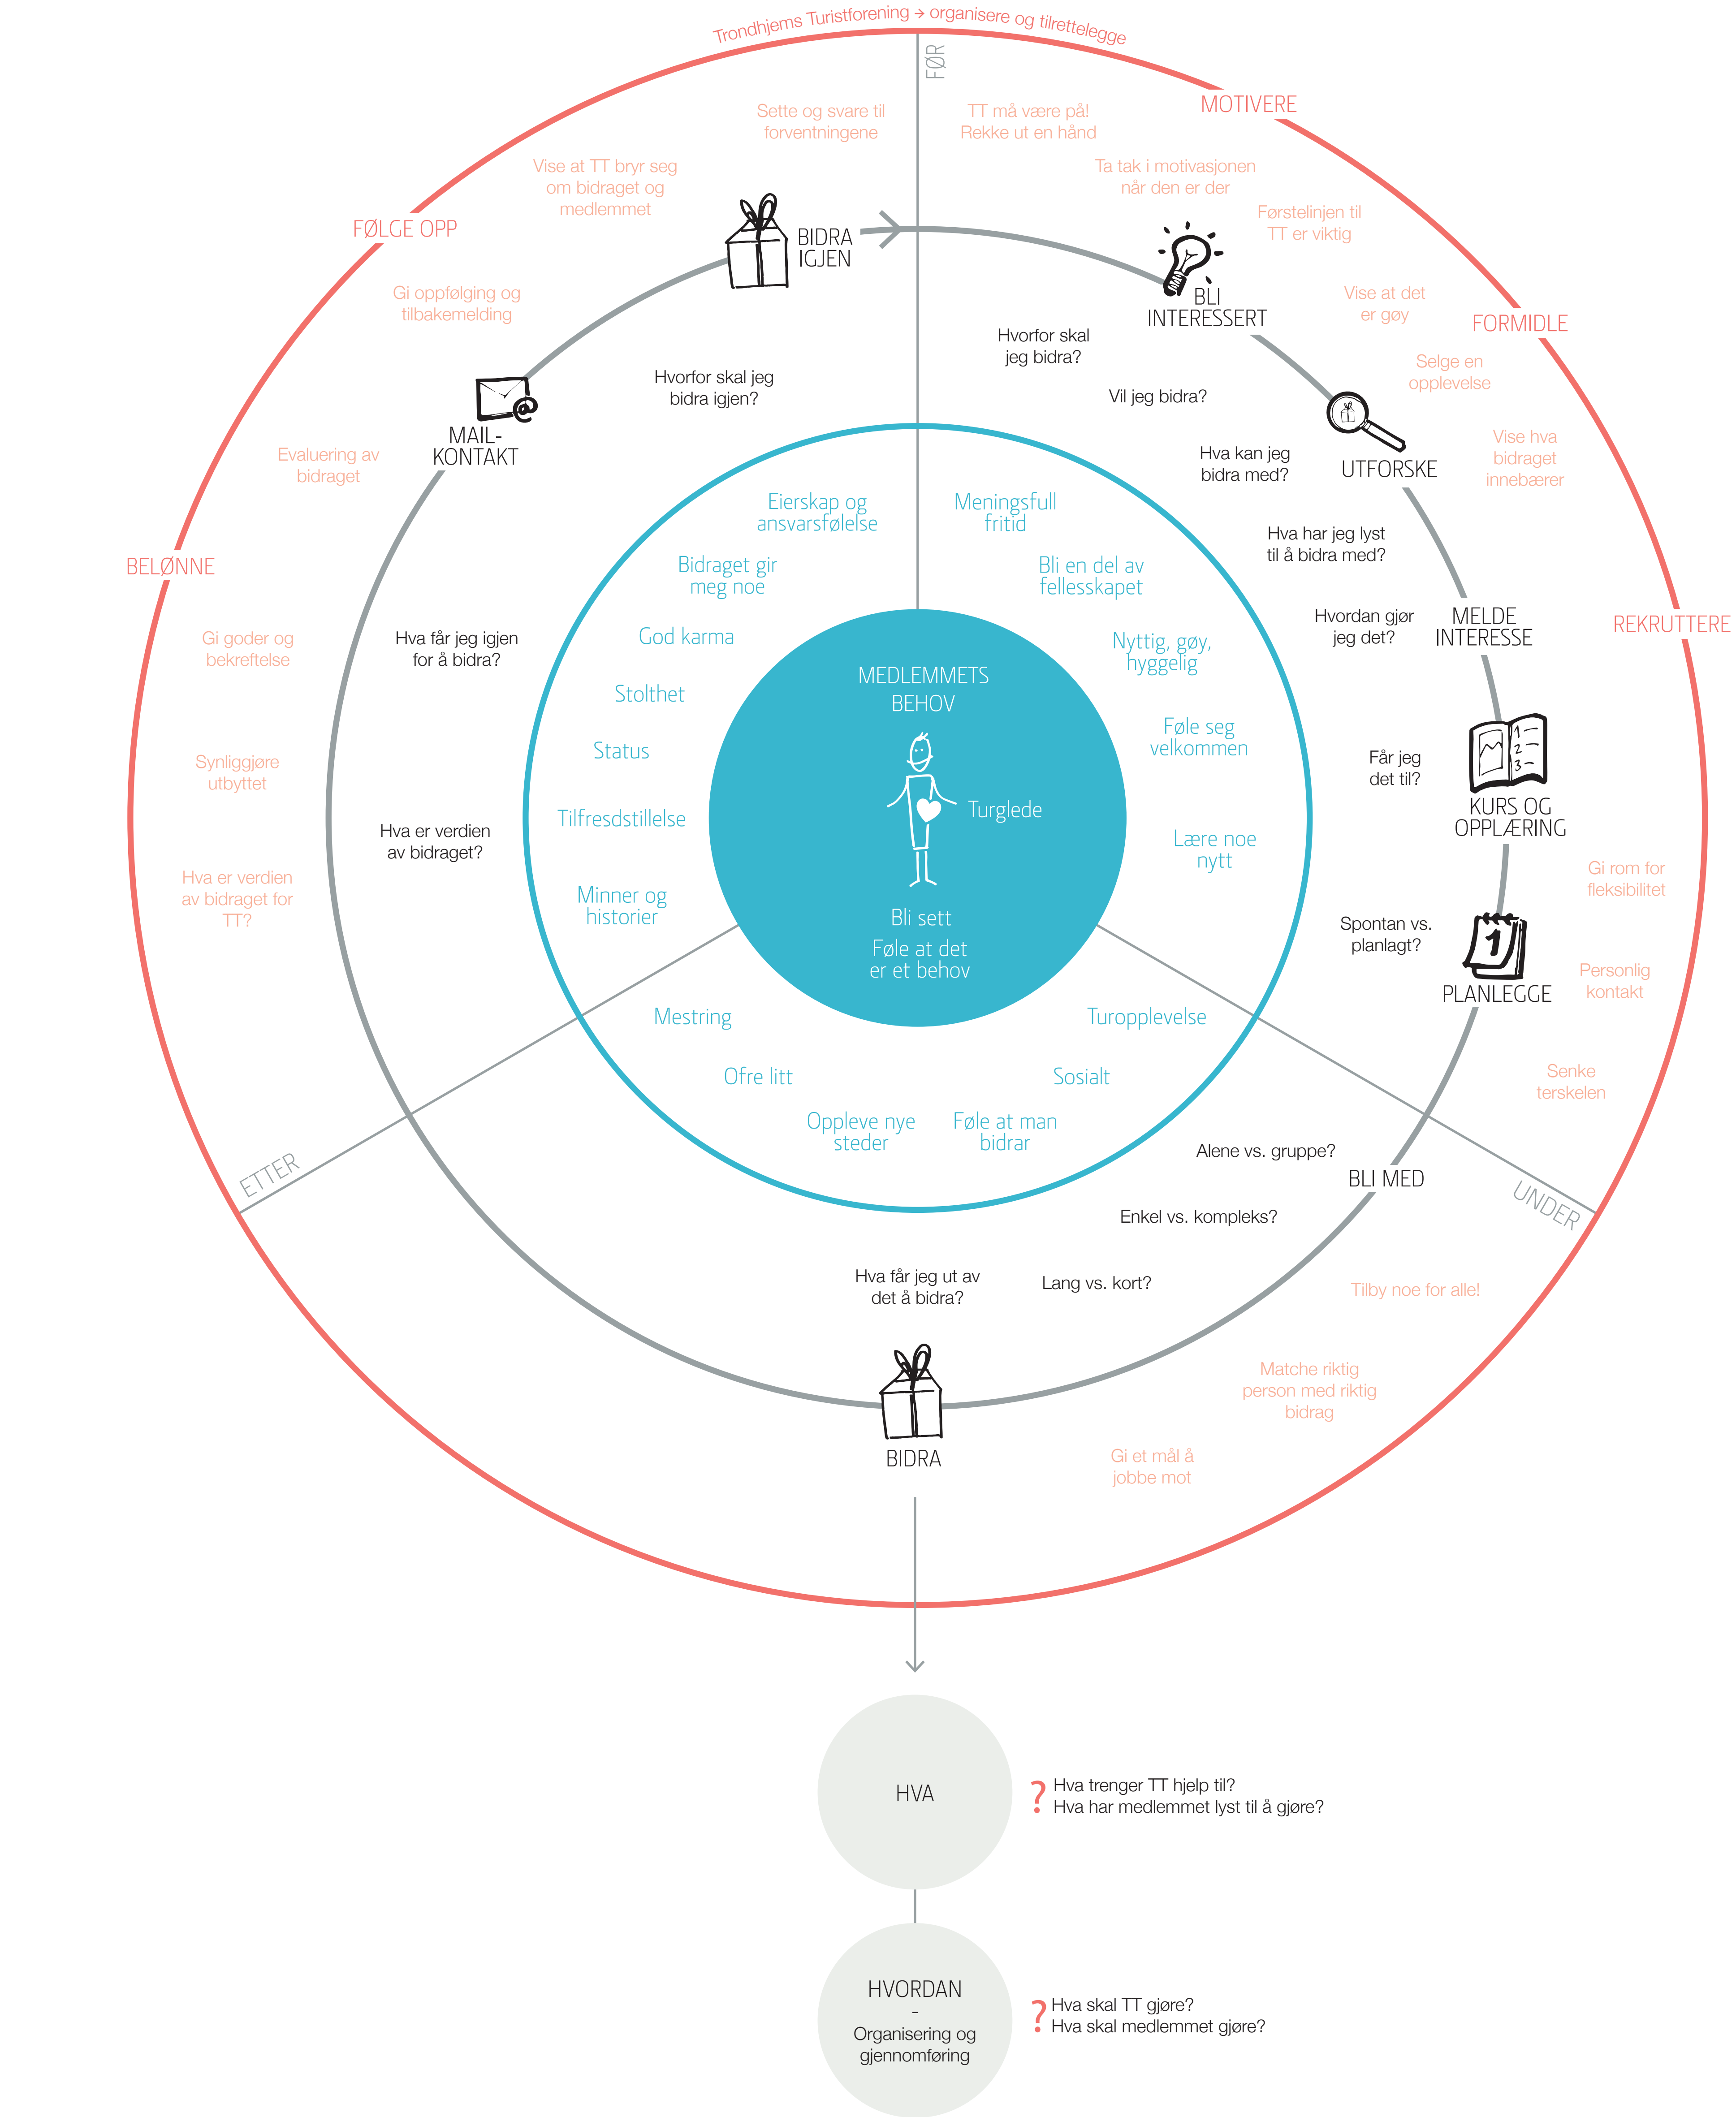 Trondhjems Turistforening → organisere og tilrettelegge
FØR
MOTIVERE
TT må være på!
Rekke ut en hånd
Ta tak i motivasjonen
når den er der
Førstelinjen til
TT er viktig
Vise at det
er gøy
FORMIDLE
Selge en
opplevelse
Vise hva
bidraget
innebærer
REKRUTTERE
Gi rom for
fleksibilitet
Personlig
kontakt
Senke
terskelen
UNDER
Tilby noe for alle!
Matche riktig
person med riktig
bidrag
Gi et mål å
jobbe mot
ETTER
Hva er verdien
av bidraget for
TT?
Synliggjøre
utbyttet
Gi goder og
bekreftelse
BELØNNE
Evaluering av
bidraget
Gi oppfølging og
tilbakemelding
FØLGE OPP
Vise at TT bryr seg
om bidraget og
medlemmet
Sette og svare til
forventningene
BLI
INTERESSERT
UTFORSKE
MELDE
INTERESSE
1
2
3
KURS OG
OPPLÆRING
1
PLANLEGGE
BLI MED
BIDRA
@
MAIL-
KONTAKT
BIDRA
IGJEN
Hvorfor skal
jeg bidra?
Vil jeg bidra?
Hva kan jeg
bidra med?
Hva har jeg lyst
til å bidra med?
Hvordan gjør
jeg det?
Får jeg
det til?
Spontan vs.
planlagt?
Alene vs. gruppe?
Enkel vs. kompleks?
Lang vs. kort?
Hva får jeg ut av
det å bidra?
Hva er verdien
av bidraget?
Hva får jeg igjen
for å bidra?
Hvorfor skal jeg
bidra igjen?
Meningsfull
fritid
Bli en del av
fellesskapet
Nyttig, gøy,
hyggelig
Føle seg
velkommen
Lære noe
nytt
Turopplevelse
Sosialt
Føle at man
bidrar
Oppleve nye
steder
Ofre litt
Mestring
Minner og
historier
Tilfresdstillelse
Status
Stolthet
God karma
Bidraget gir
meg noe
Eierskap og
ansvarsfølelse
MEDLEMMETS
BEHOV
Turglede
Bli sett
Føle at det
er et behov
HVA
? Hva trenger TT hjelp til?
Hva har medlemmet lyst til å gjøre?
HVORDAN
-
Organisering og
gjennomføring
? Hva skal TT gjøre?
Hva skal medlemmet gjøre?